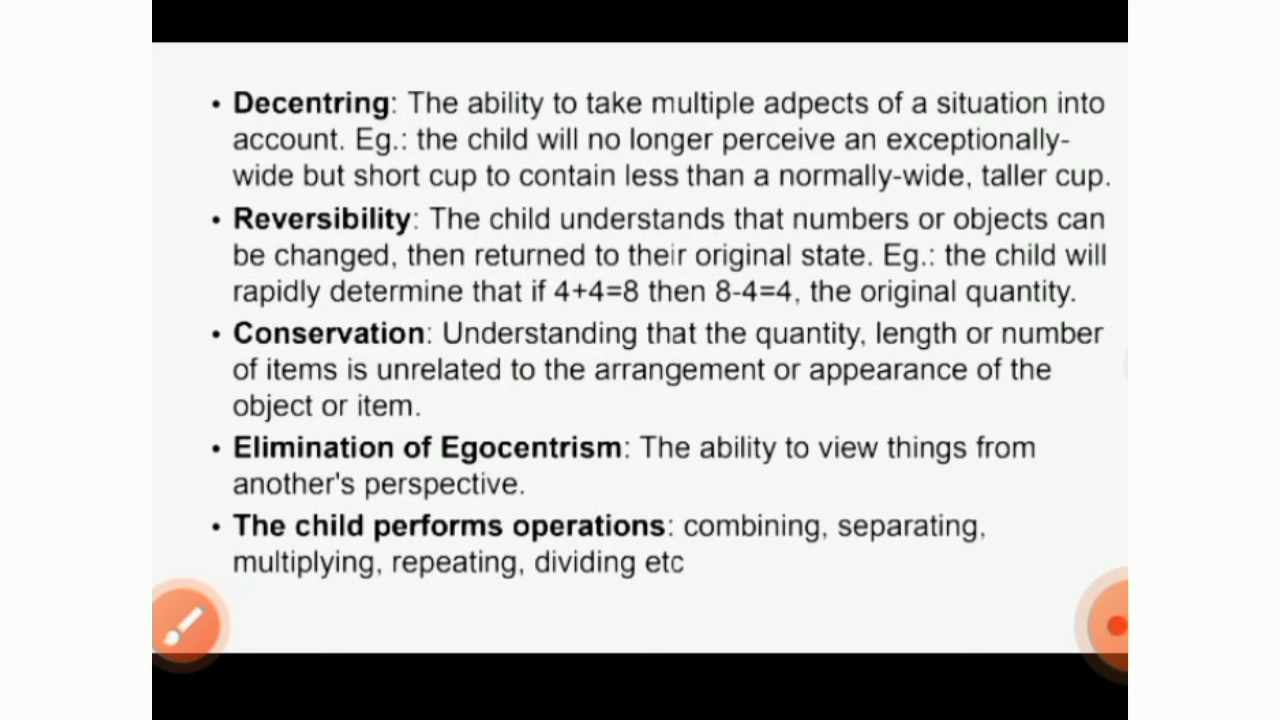 • Decentring: The ability to take multiple adpects of a situation into
account. Eg.: the child will no longer perceive an exceptionally-
wide but short cup to contain less than a normally-wide, taller cup.
• Reversibility: The child understands that numbers or objects can
be changed, then returned to their original state. Eg.: the child will
rapidly determine that if 4+4=8 then 8-4=4, the original quantity.
• Conservation: Understanding that the quantity, length or number
of items is unrelated to the arrangement or appearance of the
object or item.
• Elimination of Egocentrism: The ability to view things from
another's perspective.
• The child performs operations: combining, separating,
multiplying, repeating, dividing etc